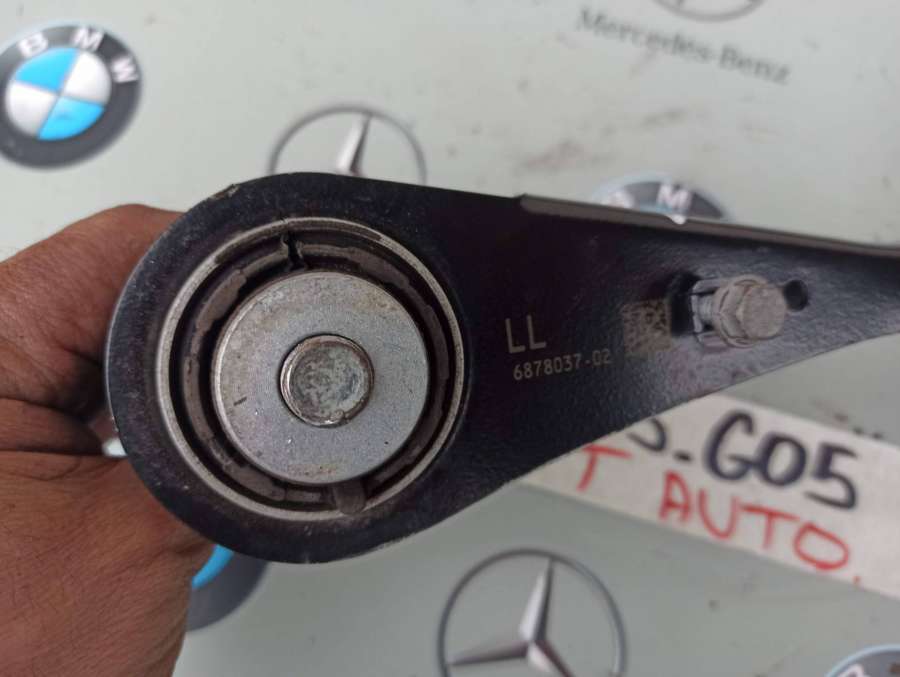 BMW
Mercedes-Benz
M
LL
6878037-02
G05
T AUTO.